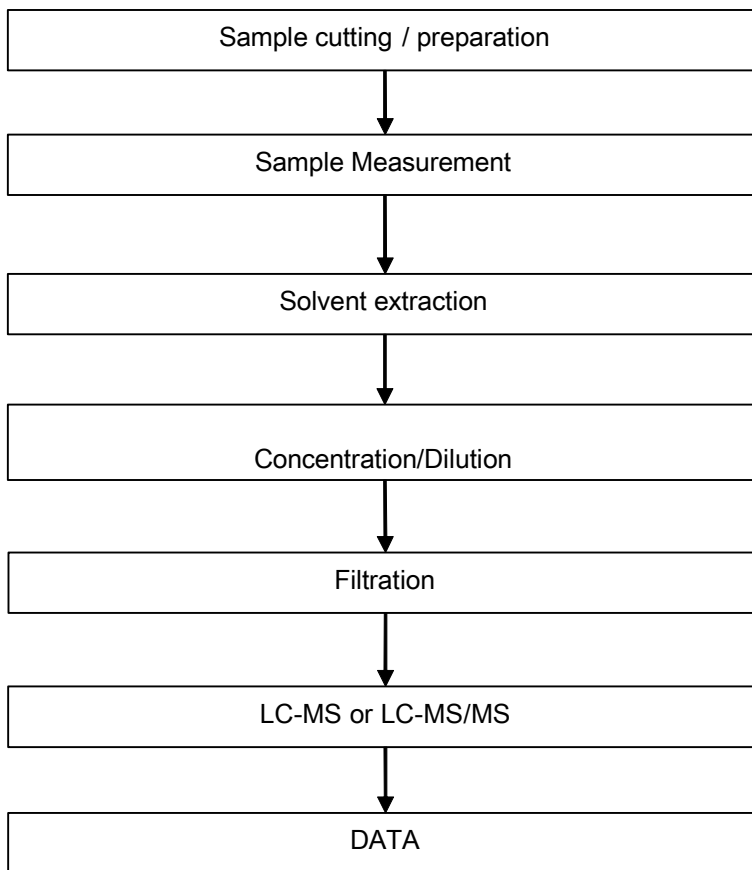 Sample cutting / preparation
Sample Measurement
Solvent extraction
Concentration/Dilution
Filtration
LC-MS or LC-MS/MS
DATA